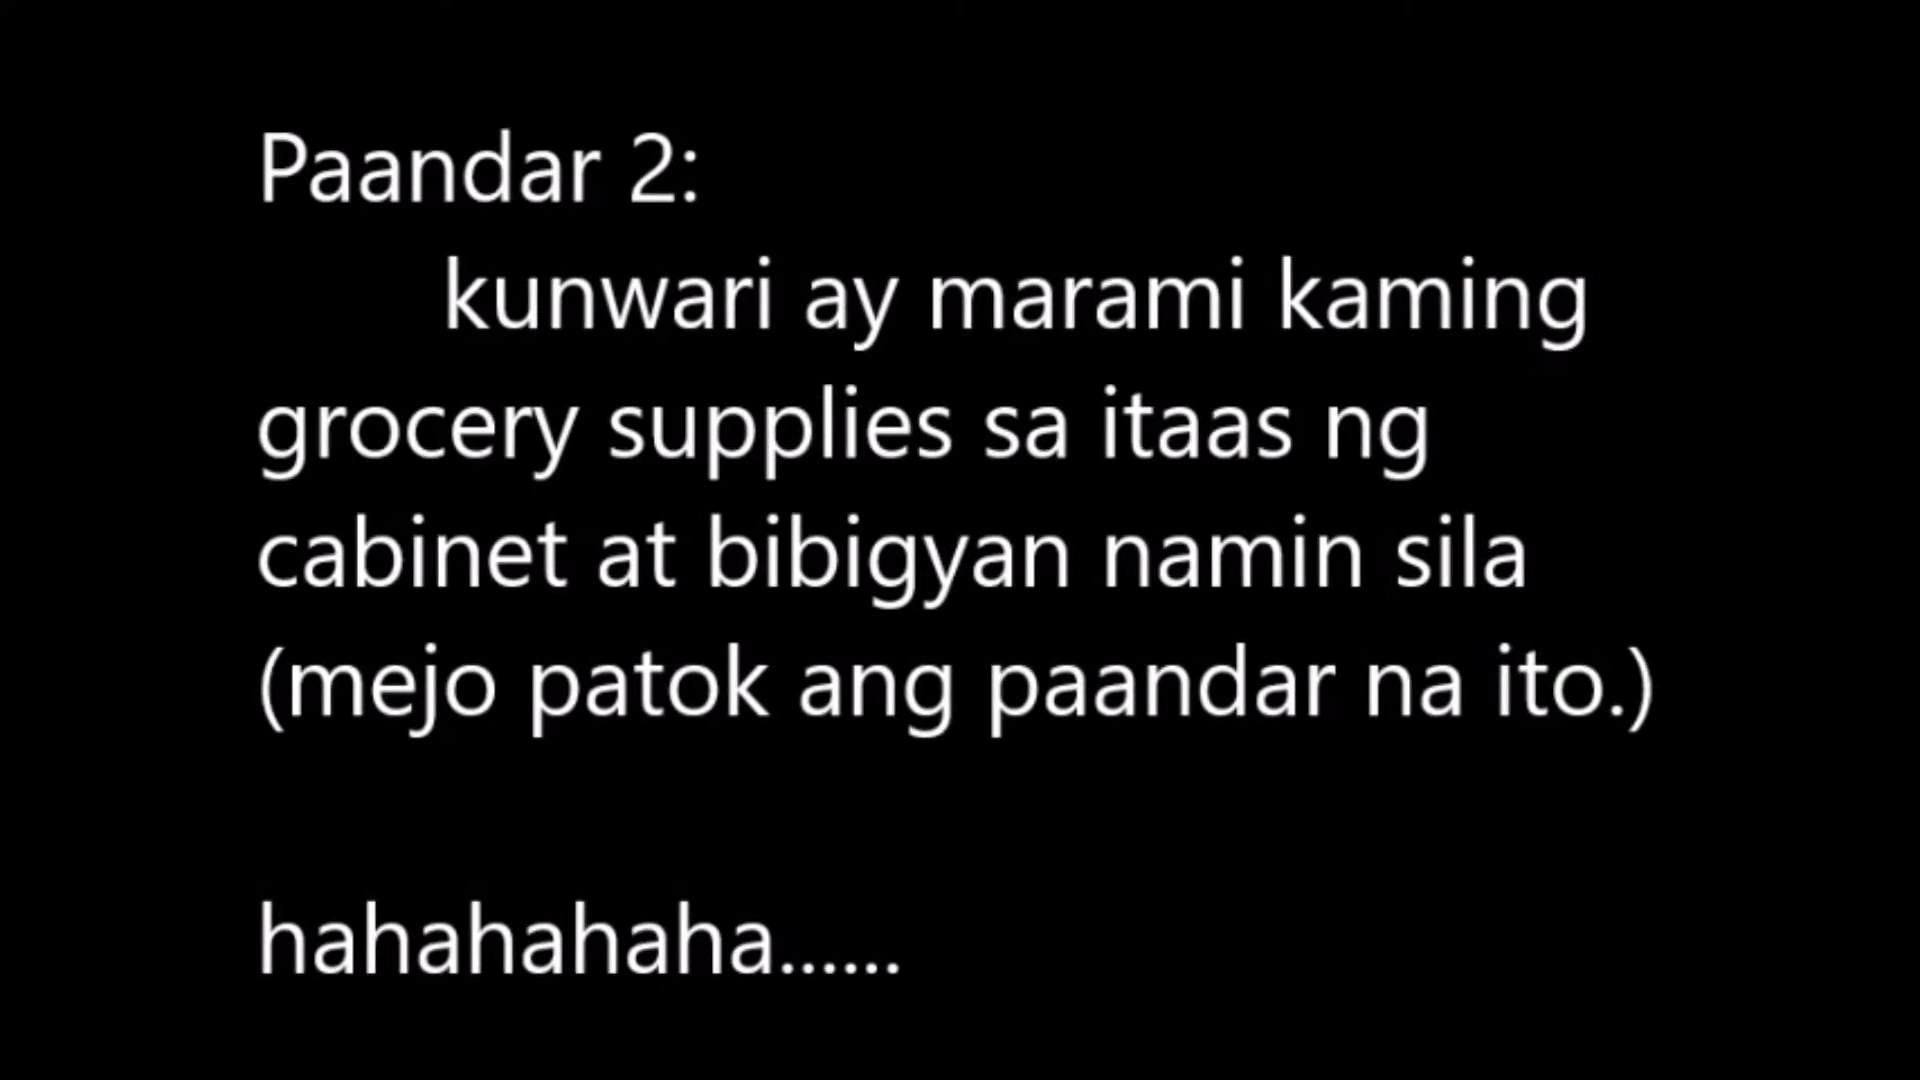 Paandar 2:
kunwari ay marami kaming
grocery supplies sa itaas ng
cabinet at bibigyan namin sila
(mejo patok ang paandar na ito.)
hahahahaha......